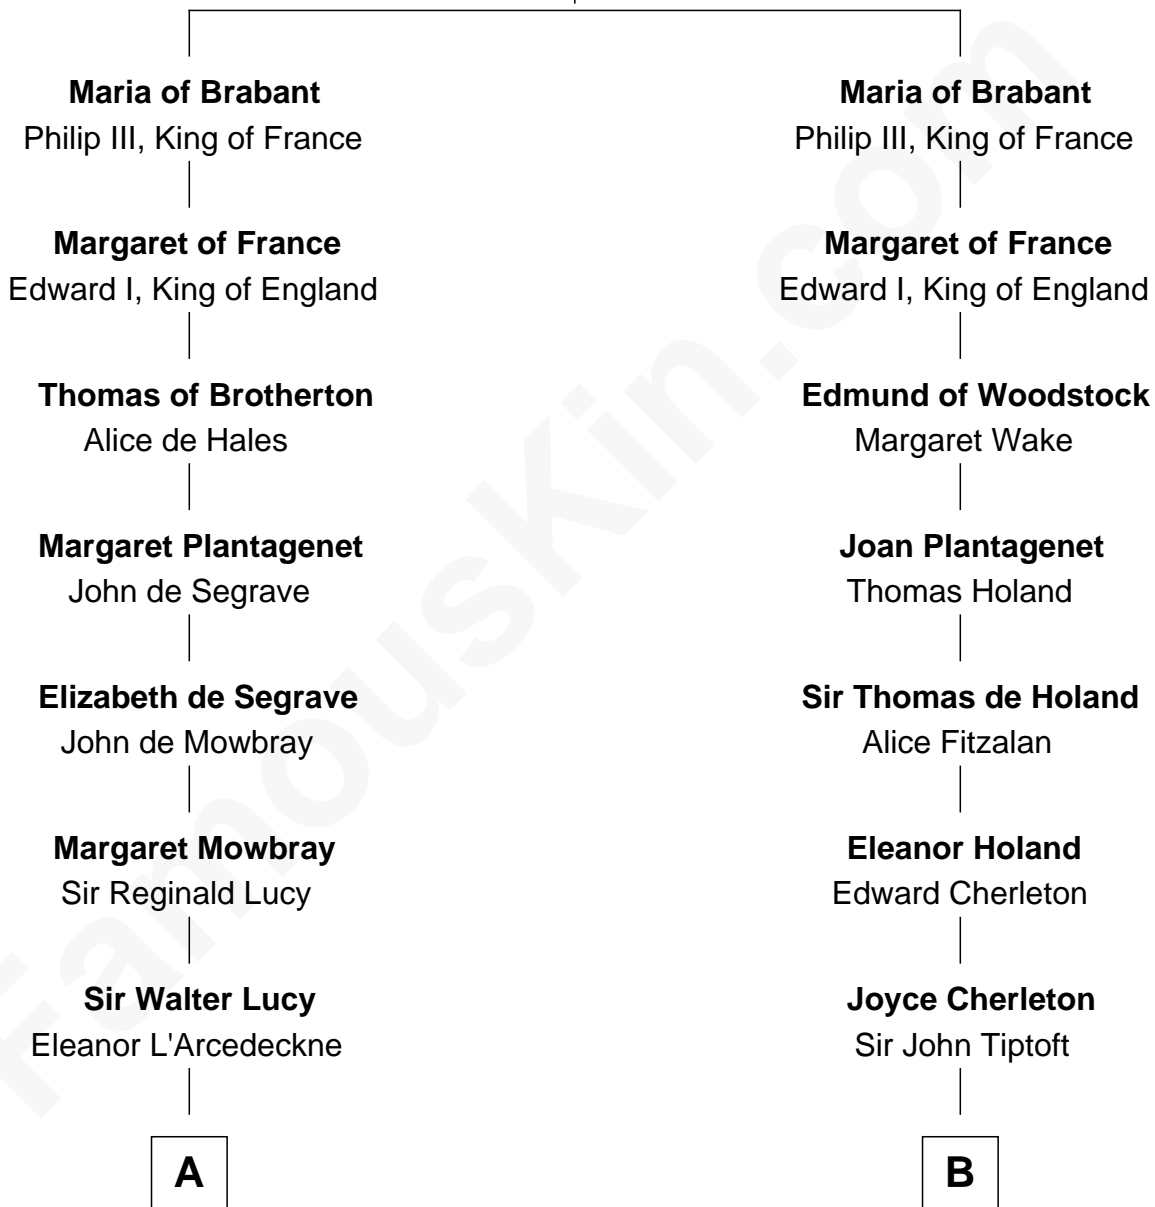 Maria of Brabant
Philip III, King of France
Margaret of France
Edward I, King of England
Thomas of Brotherton
Alice de Hales
Margaret Plantagenet
John de Segrave
Elizabeth de Segrave
John de Mowbray
Margaret Mowbray
Sir Reginald Lucy
Sir Walter Lucy
Eleanor L'Arcedeckne
A
Maria of Brabant
Philip III, King of France
Margaret of France
Edward I, King of England
Edmund of Woodstock
Margaret Wake
Joan Plantagenet
Thomas Holand
Sir Thomas de Holand
Alice Fitzalan
Eleanor Holand
Edward Cherleton
Joyce Cherleton
Sir John Tiptoft
B
FamousKin.com